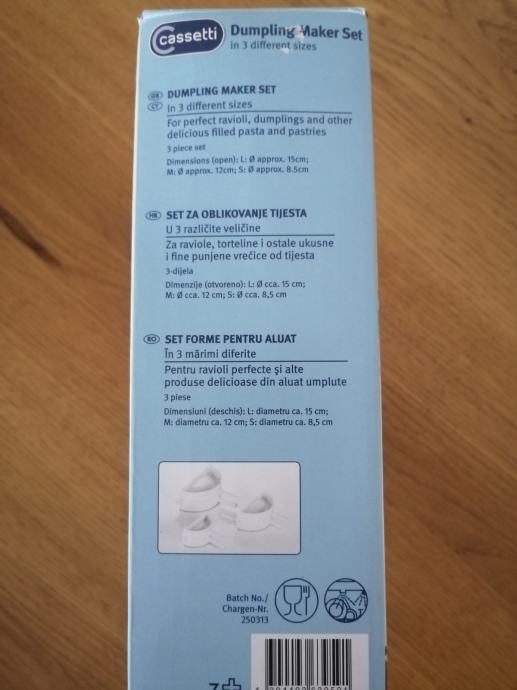 cassetti
Dumpling Maker Set
in 3 different sizes
GB DUMPLING MAKER SET
CY In 3 different sizes
For perfect ravioli, dumplings and other
delicious filled pasta and pastries
3 piece set
Dimensions (open): L: Ø approx. 15cm;
M: Ø approx. 12cm; S: Ø approx. 8.5cm
HR SET ZA OBLIKOVANJE TIJESTA
U 3 različite veličine
Za raviole, torteline i ostale ukusne
i fine punjene vrećice od tijesta
3-dijela
Dimenzije (otvoreno): L: Ø cca. 15 cm;
M: Ø cca. 12 cm; S: Ø cca. 8,5 cm
RO SET FORME PENTRU ALUAT
În 3 mărimi diferite
Pentru ravioli perfecte şi alte
produse delicioase din aluat umplute
3 piese
Dimensiuni (deschis): L: diametru ca. 15 cm;
M: diametru ca. 12 cm; S: diametru ca. 8,5 cm
Batch No./
Chargen-Nr.
250313